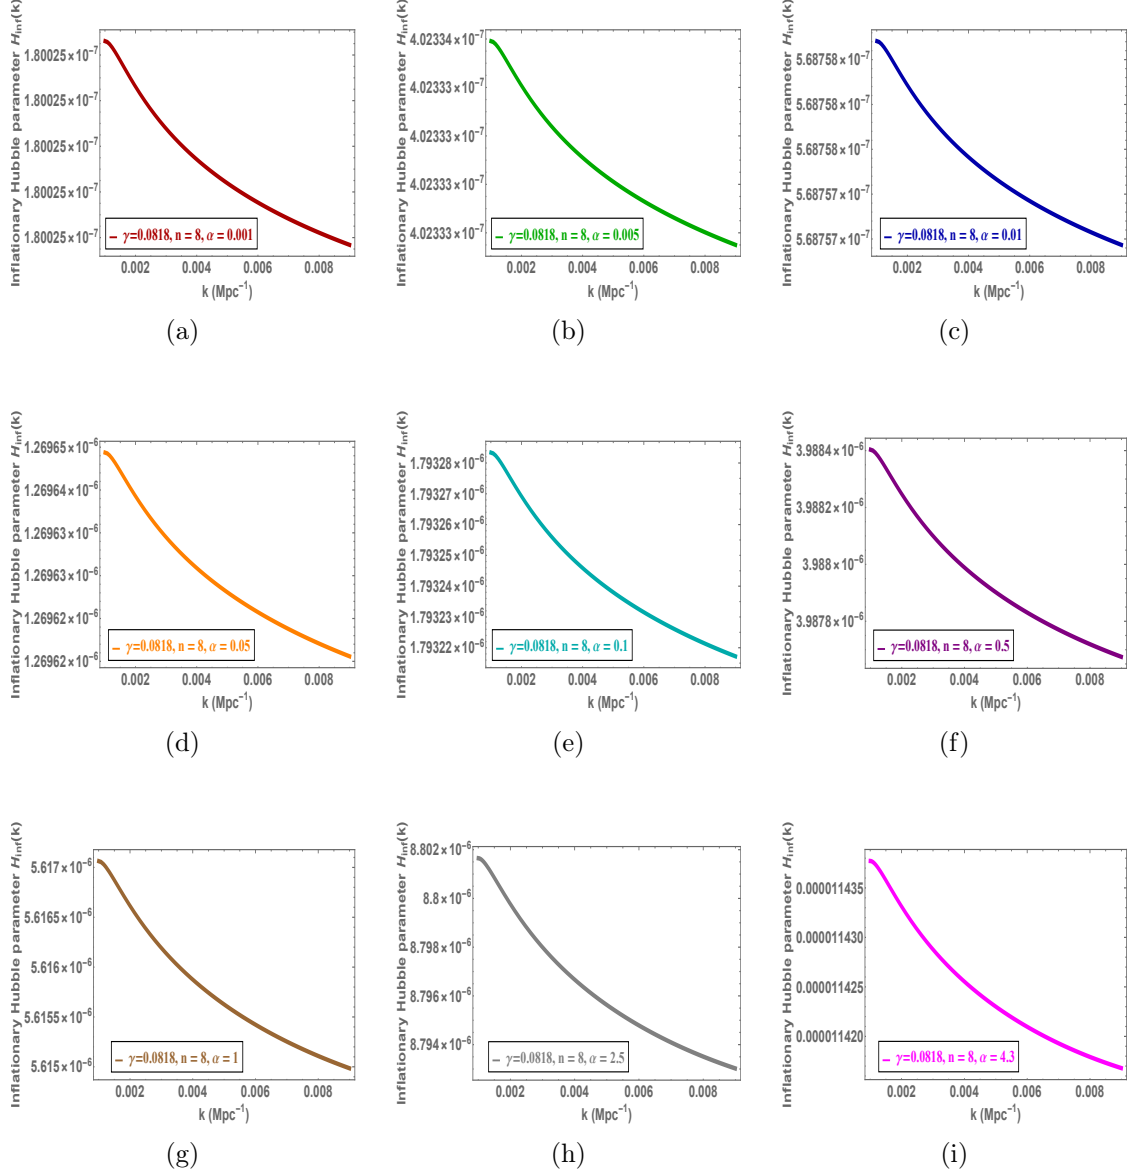 Inflationary Hubble parameter H_inf(k)
1.80025×10⁻⁷
1.80025×10⁻⁷
1.80025×10⁻⁷
1.80025×10⁻⁷
1.80025×10⁻⁷
γ=0.0818, n = 8, α = 0.001
0.002 0.004 0.006 0.008
k (Mpc⁻¹)
(a)
Inflationary Hubble parameter H_inf(k)
4.02334×10⁻⁷
4.02333×10⁻⁷
4.02333×10⁻⁷
4.02333×10⁻⁷
4.02333×10⁻⁷
γ=0.0818, n = 8, α = 0.005
0.002 0.004 0.006 0.008
k (Mpc⁻¹)
(b)
Inflationary Hubble parameter H_inf(k)
5.68758×10⁻⁷
5.68758×10⁻⁷
5.68758×10⁻⁷
5.68757×10⁻⁷
5.68757×10⁻⁷
γ=0.0818, n = 8, α = 0.01
0.002 0.004 0.006 0.008
k (Mpc⁻¹)
(c)
Inflationary Hubble parameter H_inf(k)
1.26965×10⁻⁶
1.26964×10⁻⁶
1.26963×10⁻⁶
1.26963×10⁻⁶
1.26962×10⁻⁶
1.26962×10⁻⁶
γ=0.0818, n = 8, α = 0.05
0.002 0.004 0.006 0.008
k (Mpc⁻¹)
(d)
Inflationary Hubble parameter H_inf(k)
1.79328×10⁻⁶
1.79327×10⁻⁶
1.79326×10⁻⁶
1.79325×10⁻⁶
1.79324×10⁻⁶
1.79323×10⁻⁶
1.79322×10⁻⁶
γ=0.0818, n = 8, α = 0.1
0.002 0.004 0.006 0.008
k (Mpc⁻¹)
(e)
Inflationary Hubble parameter H_inf(k)
3.9884×10⁻⁶
3.9882×10⁻⁶
3.988×10⁻⁶
3.9878×10⁻⁶
γ=0.0818, n = 8, α = 0.5
0.002 0.004 0.006 0.008
k (Mpc⁻¹)
(f)
Inflationary Hubble parameter H_inf(k)
5.617×10⁻⁶
5.6165×10⁻⁶
5.616×10⁻⁶
5.6155×10⁻⁶
5.615×10⁻⁶
γ=0.0818, n = 8, α = 1
0.002 0.004 0.006 0.008
k (Mpc⁻¹)
(g)
Inflationary Hubble parameter H_inf(k)
8.802×10⁻⁶
8.8×10⁻⁶
8.798×10⁻⁶
8.796×10⁻⁶
8.794×10⁻⁶
γ=0.0818, n = 8, α = 2.5
0.002 0.004 0.006 0.008
k (Mpc⁻¹)
(h)
Inflationary Hubble parameter H_inf(k)
0.000011435
0.000011430
0.000011425
0.000011420
γ=0.0818, n = 8, α = 4.3
0.002 0.004 0.006 0.008
k (Mpc⁻¹)
(i)